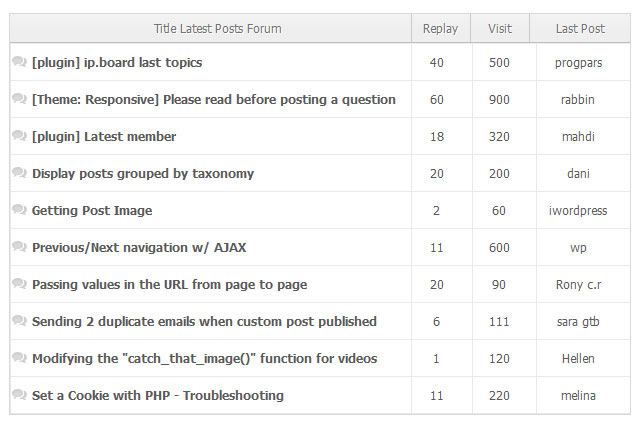 Title Latest Posts Forum Replay Visit Last Post
[plugin] ip.board last topics 40 500 progpars
[Theme: Responsive] Please read before posting a question 60 900 rabbin
[plugin] Latest member 18 320 mahdi
Display posts grouped by taxonomy 20 200 dani
Getting Post Image 2 60 iwordpress
Previous/Next navigation w/ AJAX 11 600 wp
Passing values in the URL from page to page 20 90 Rony c.r
Sending 2 duplicate emails when custom post published 6 111 sara gtb
Modifying the "catch_that_image()" function for videos 1 120 Hellen
Set a Cookie with PHP - Troubleshooting 11 220 melina